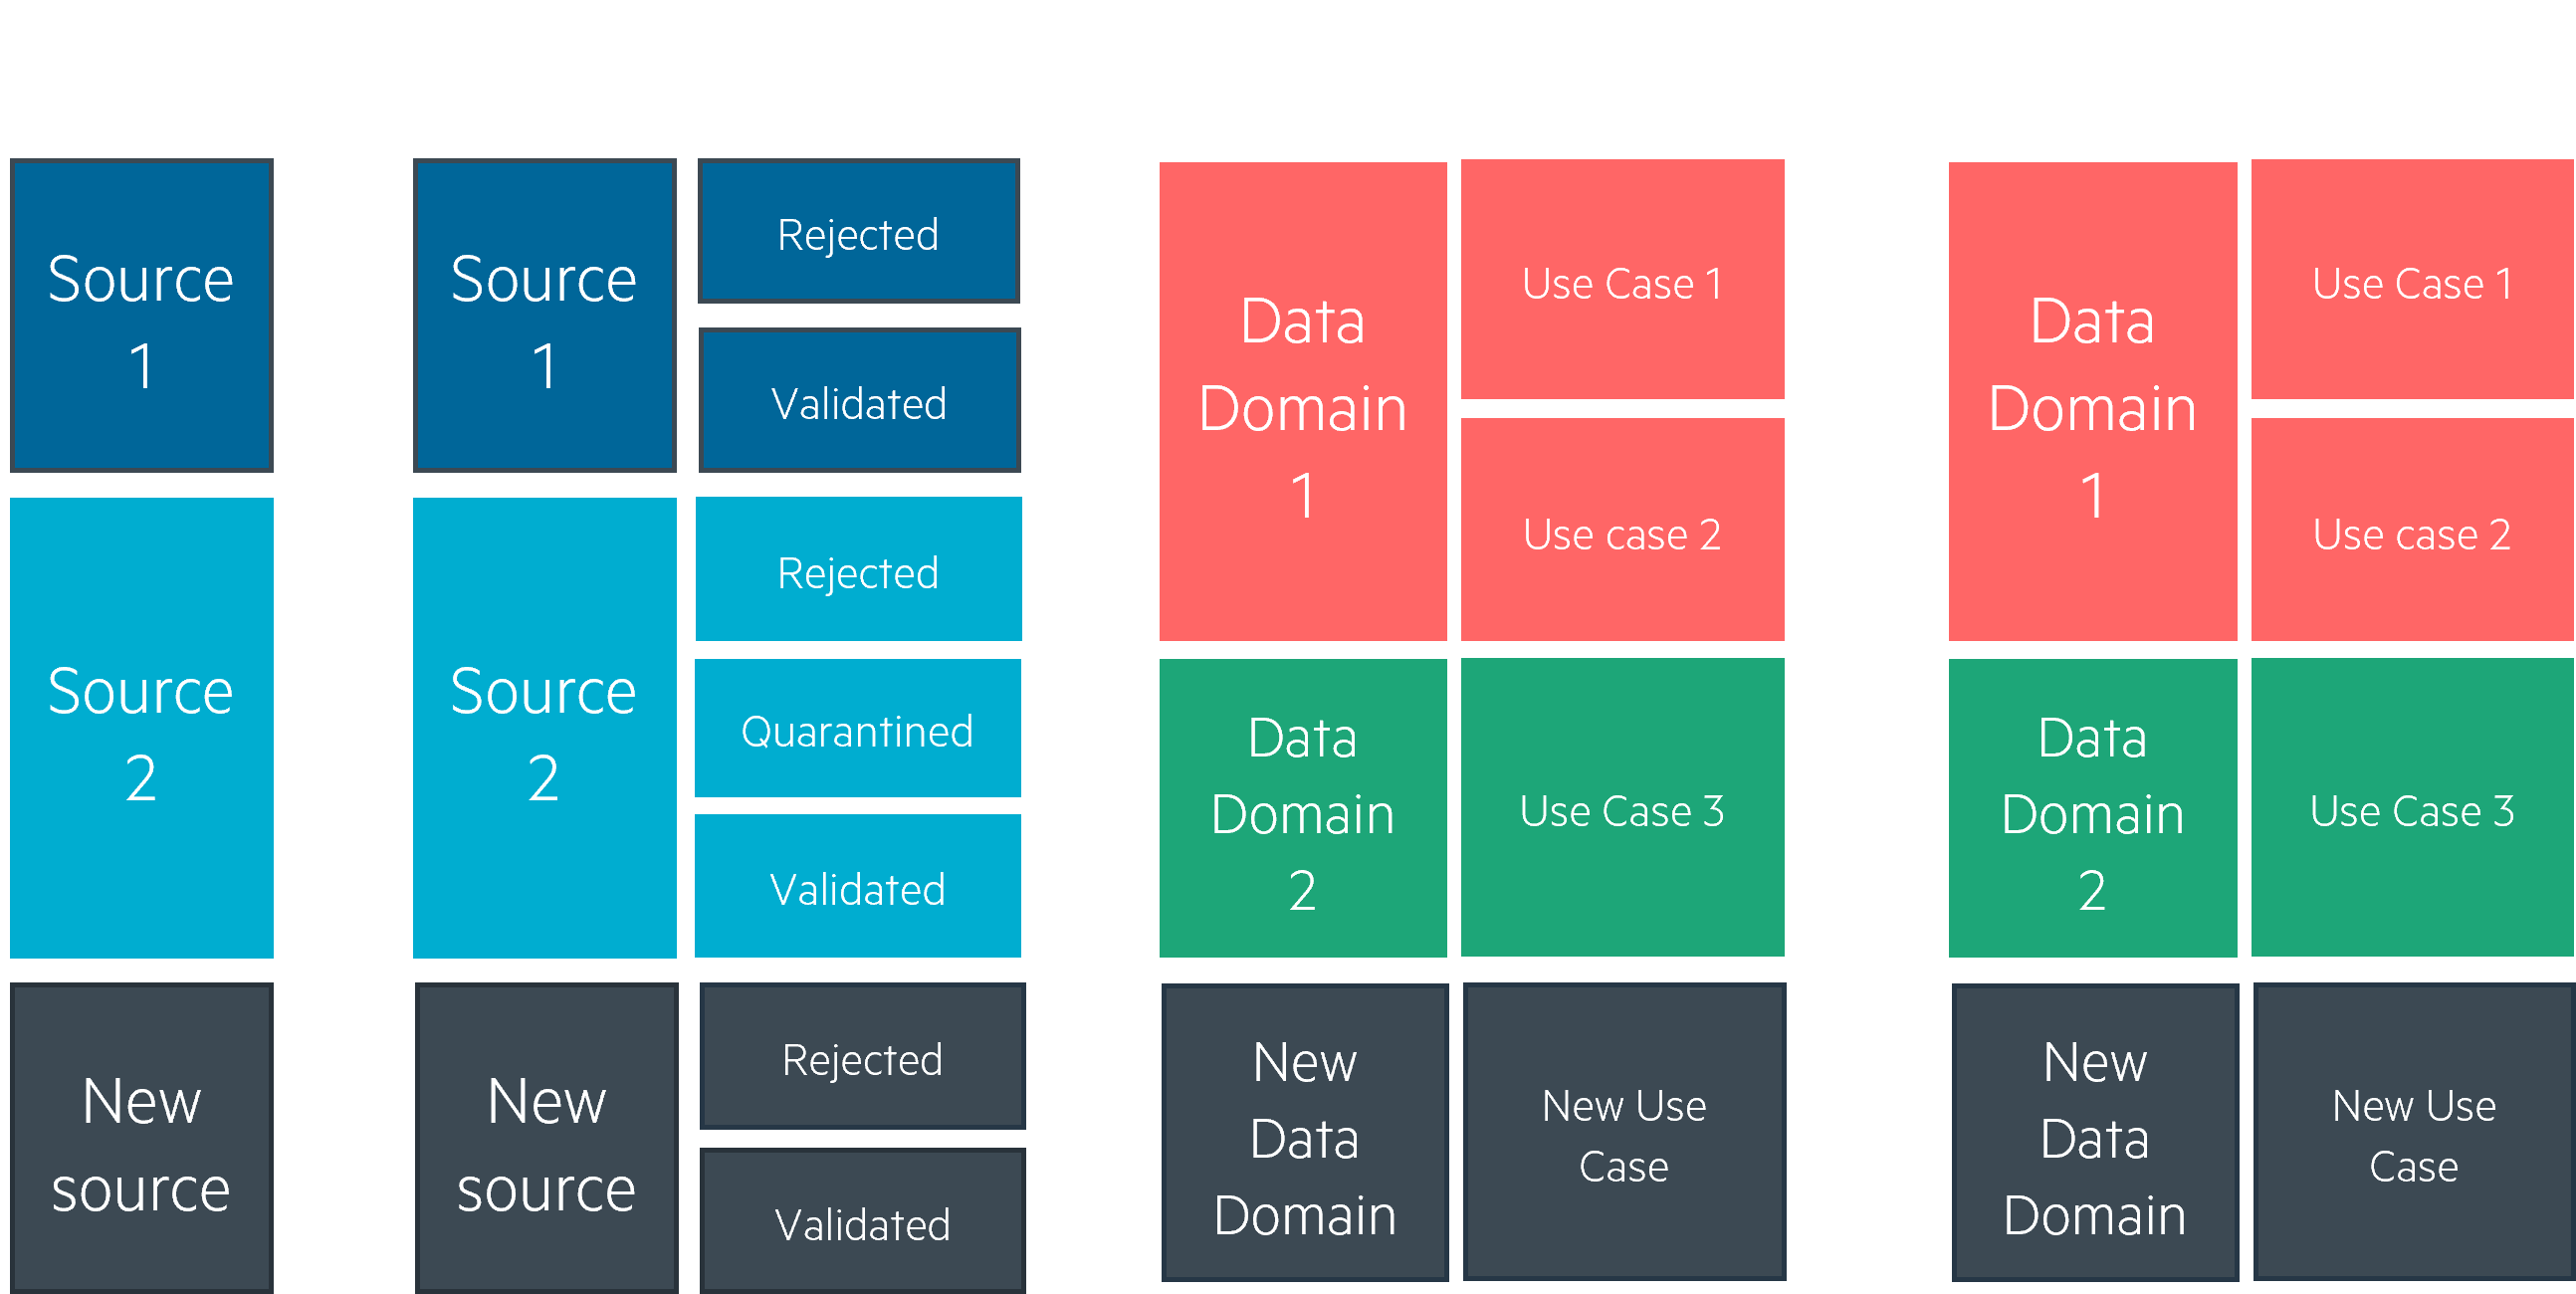 Source
1
Source
2
New
source
Source
1
Rejected
Validated
Source
2
Rejected
Quarantined
Validated
New
source
Rejected
Validated
Data
Domain
1
Use Case 1
Use case 2
Data
Domain
2
Use Case 3
New
Data
Domain
New Use
Case
Data
Domain
1
Use Case 1
Use case 2
Data
Domain
2
Use Case 3
New
Data
Domain
New Use
Case